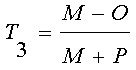 T₃ = (M − O) / (M + P)